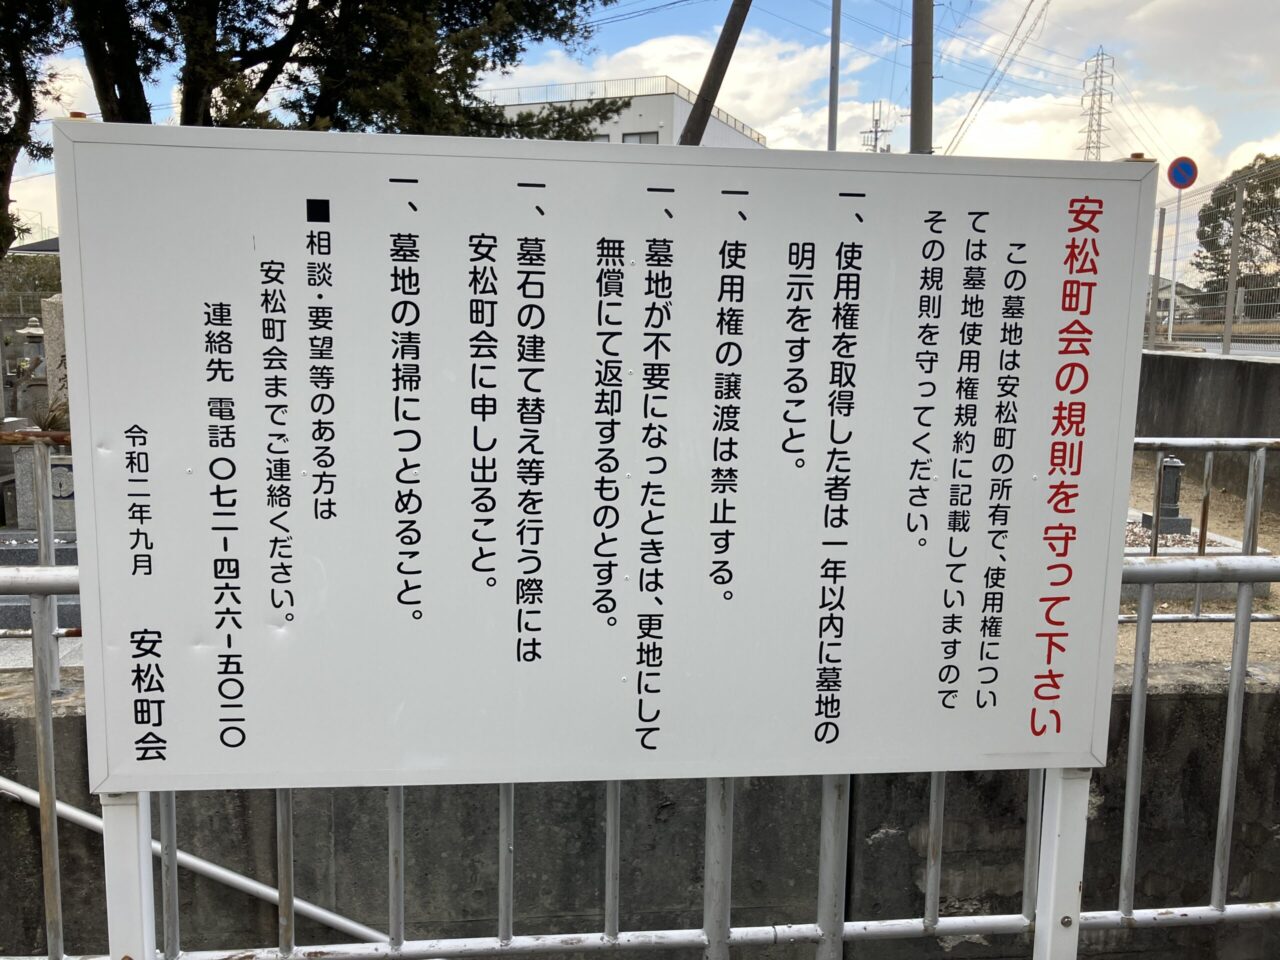 安松町会の規則を守って下さい
この墓地は安松町の所有で、使用権につい
ては墓地使用権規約に記載していますので
その規則を守ってください。
一、使用権を取得した者は一年以内に墓地の
明示をすること。
一、使用権の譲渡は禁止する。
一、墓地が不要になったときは、更地にして
無償にて返却するものとする。
一、墓石の建て替え等を行う際には
安松町会に申し出ること。
一、墓地の清掃につとめること。
■相談・要望等のある方は
安松町会までご連絡ください。
連絡先 電話〇七二ー四六六ー五〇二〇
令和二年九月 安松町会